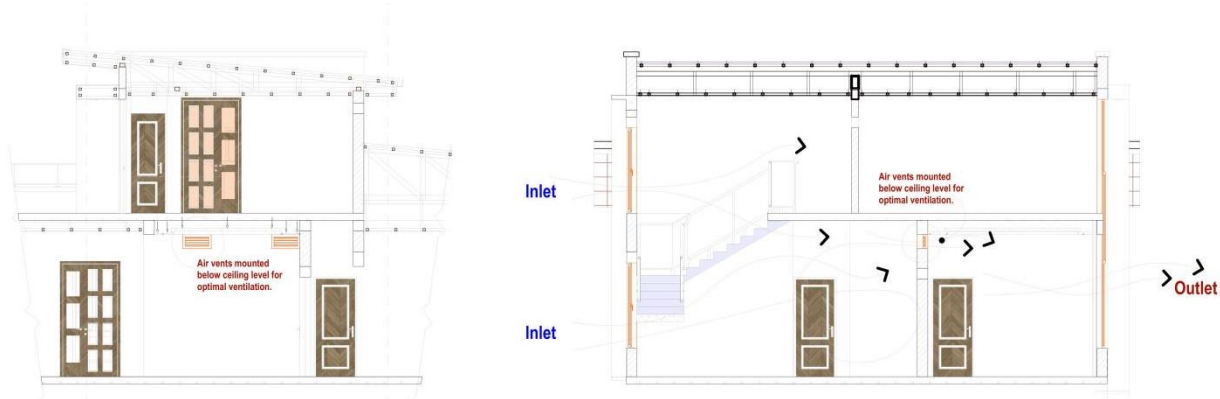 Air vents mounted
below ceiling level for
optimal ventilation.
Inlet
Air vents mounted
below ceiling level for
optimal ventilation.
Outlet
Inlet